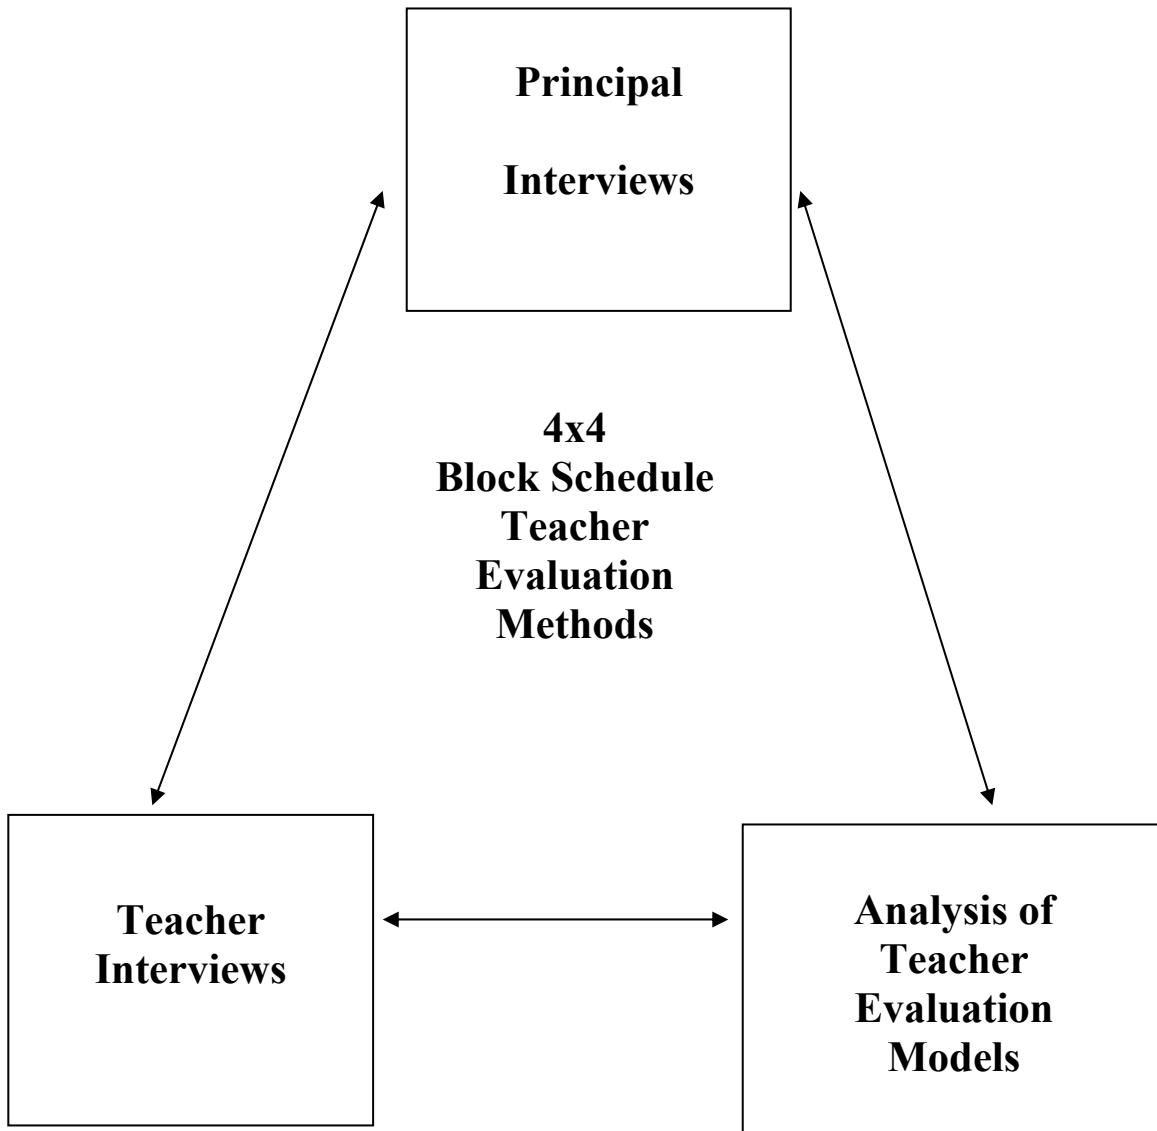 Principal
Interviews
4x4
Block Schedule
Teacher
Evaluation
Methods
Teacher
Interviews
Analysis of
Teacher
Evaluation
Models